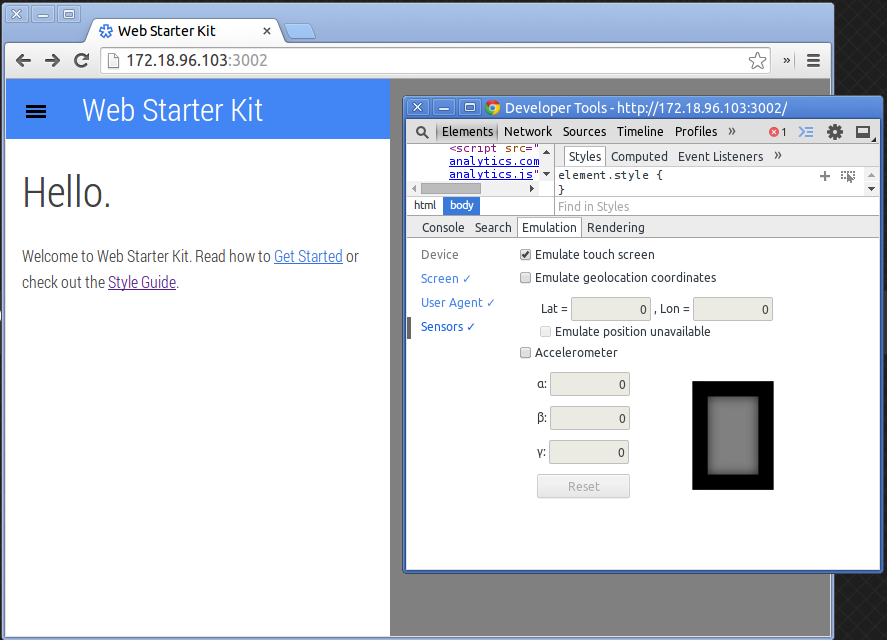 Web Starter Kit
172.18.96.103:3002
»
Web Starter Kit
Hello.
Welcome to Web Starter Kit. Read how to Get Started or
check out the Style Guide.
Developer Tools - http://172.18.96.103:3002/
Elements Network Sources Timeline Profiles » 1
<script src="
analytics.com
analytics.js"
html body
Styles Computed Event Listeners »
element.style {
}
Find in Styles
Console Search Emulation Rendering
Device
Screen ✓
User Agent ✓
Sensors ✓
Emulate touch screen
Emulate geolocation coordinates
Lat = 0 , Lon = 0
Emulate position unavailable
Accelerometer
α: 0
β: 0
γ: 0
Reset